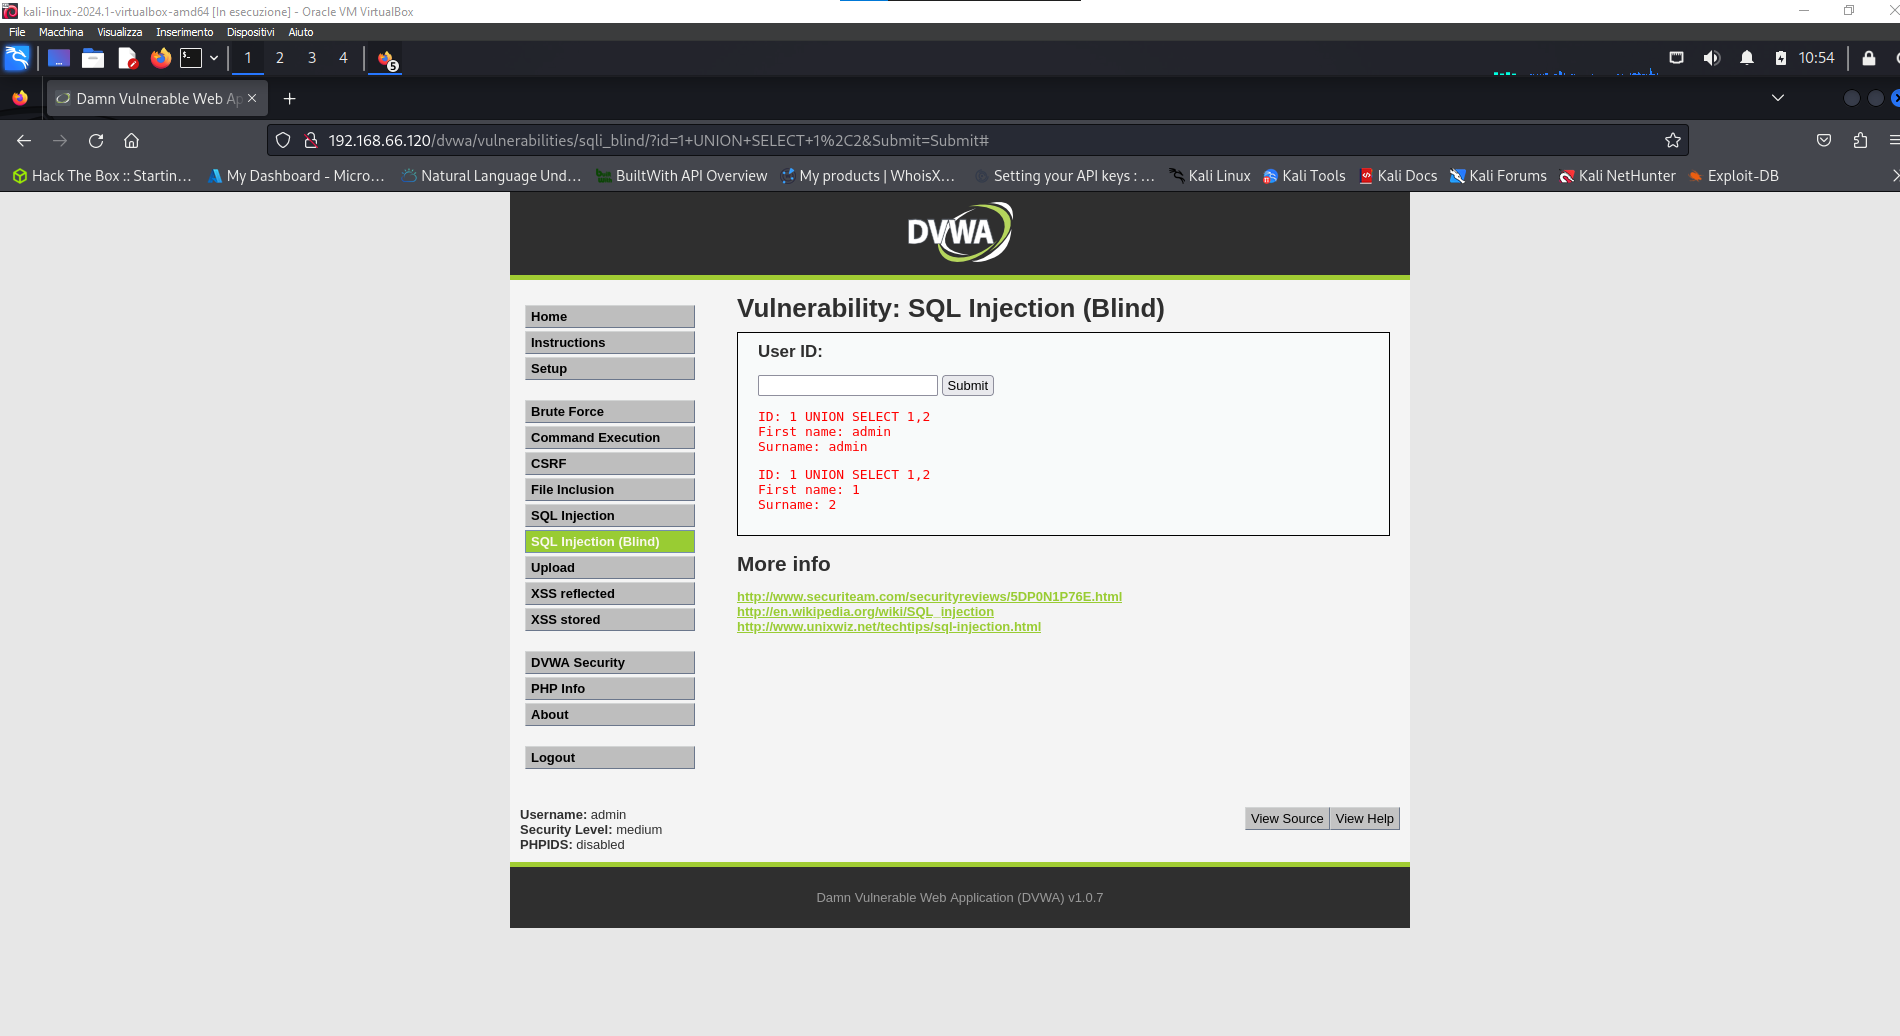 kali-linux-2024.1-virtualbox-amd64 [In esecuzione] - Oracle VM VirtualBox
File Macchina Visualizza Inserimento Dispositivi Aiuto
1 2 3 4 5 10:54
Damn Vulnerable Web Ap
192.168.66.120/dvwa/vulnerabilities/sqli_blind/?id=1+UNION+SELECT+1%2C2&Submit=Submit#
Hack The Box :: Startin… My Dashboard - Micro… Natural Language Und… BuiltWith API Overview My products | WhoisX… Setting your API keys : … Kali Linux Kali Tools Kali Docs Kali Forums Kali NetHunter Exploit-DB
DVWA
Home
Instructions
Setup
Brute Force
Command Execution
CSRF
File Inclusion
SQL Injection
SQL Injection (Blind)
Upload
XSS reflected
XSS stored
DVWA Security
PHP Info
About
Logout
Vulnerability: SQL Injection (Blind)
User ID:
Submit
ID: 1 UNION SELECT 1,2
First name: admin
Surname: admin
ID: 1 UNION SELECT 1,2
First name: 1
Surname: 2
More info
http://www.securiteam.com/securityreviews/5DP0N1P76E.html
http://en.wikipedia.org/wiki/SQL_injection
http://www.unixwiz.net/techtips/sql-injection.html
Username: admin
Security Level: medium
PHPIDS: disabled
View Source View Help
Damn Vulnerable Web Application (DVWA) v1.0.7